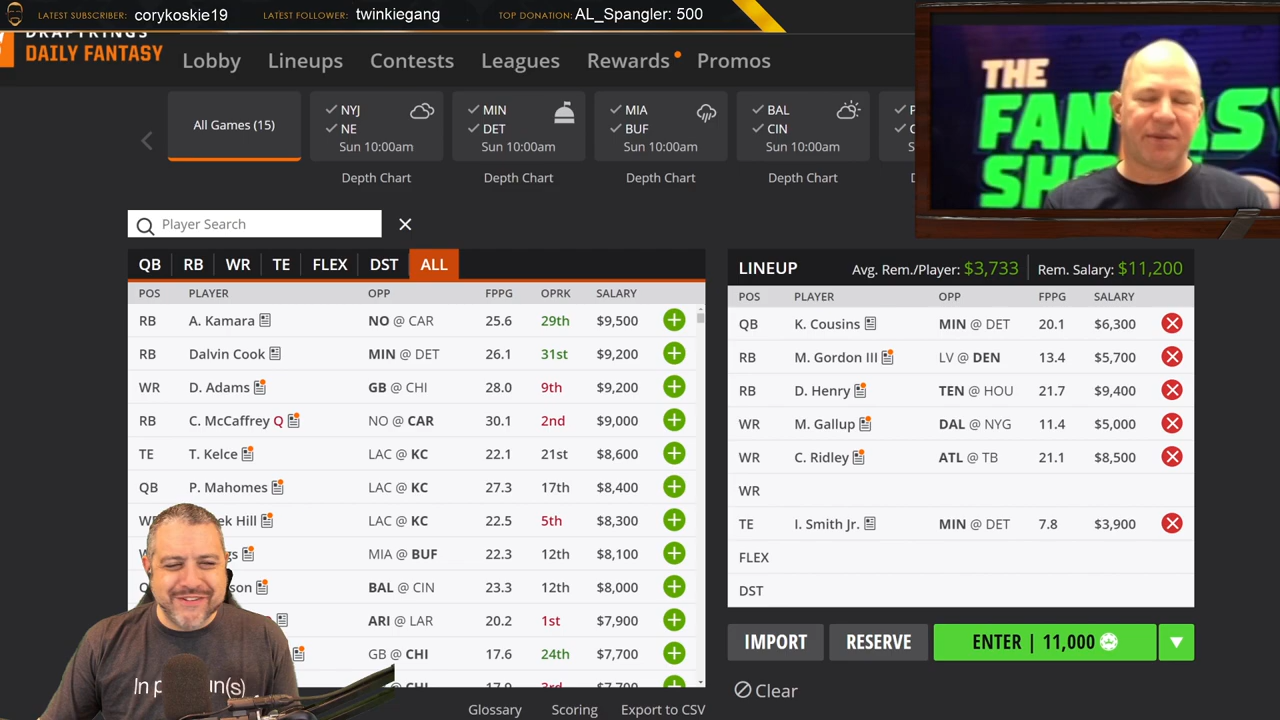 LATEST SUBSCRIBER: corykoskie19 LATEST FOLLOWER: twinkiegang TOP DONATION: AL_Spangler: 500
DRAFTKINGS
DAILY FANTASY
Lobby Lineups Contests Leagues Rewards Promos
THE
FANTASY
All Games (15)
NYJ
NE
Sun 10:00am
Depth Chart
MIN
DET
Sun 10:00am
Depth Chart
MIA
BUF
Sun 10:00am
Depth Chart
BAL
CIN
Sun 10:00am
Depth Chart
Player Search
QB RB WR TE FLEX DST ALL
POS PLAYER OPP FPPG OPRK SALARY
RB A. Kamara NO @ CAR 25.6 29th $9,500
RB Dalvin Cook MIN @ DET 26.1 31st $9,200
WR D. Adams GB @ CHI 28.0 9th $9,200
RB C. McCaffrey Q NO @ CAR 30.1 2nd $9,000
TE T. Kelce LAC @ KC 22.1 21st $8,600
QB P. Mahomes LAC @ KC 27.3 17th $8,400
Hill LAC @ KC 22.5 5th $8,300
MIA @ BUF 22.3 12th $8,100
BAL @ CIN 23.3 12th $8,000
ARI @ LAR 20.2 1st $7,900
GB @ CHI 17.6 24th $7,700
LINEUP Avg. Rem./Player: $3,733 Rem. Salary: $11,200
POS PLAYER OPP FPPG SALARY
QB K. Cousins MIN @ DET 20.1 $6,300
RB M. Gordon III LV @ DEN 13.4 $5,700
RB D. Henry TEN @ HOU 21.7 $9,400
WR M. Gallup DAL @ NYG 11.4 $5,000
WR C. Ridley ATL @ TB 21.1 $8,500
WR
TE I. Smith Jr. MIN @ DET 7.8 $3,900
FLEX
DST
IMPORT RESERVE ENTER | 11,000
Clear
Glossary Scoring Export to CSV